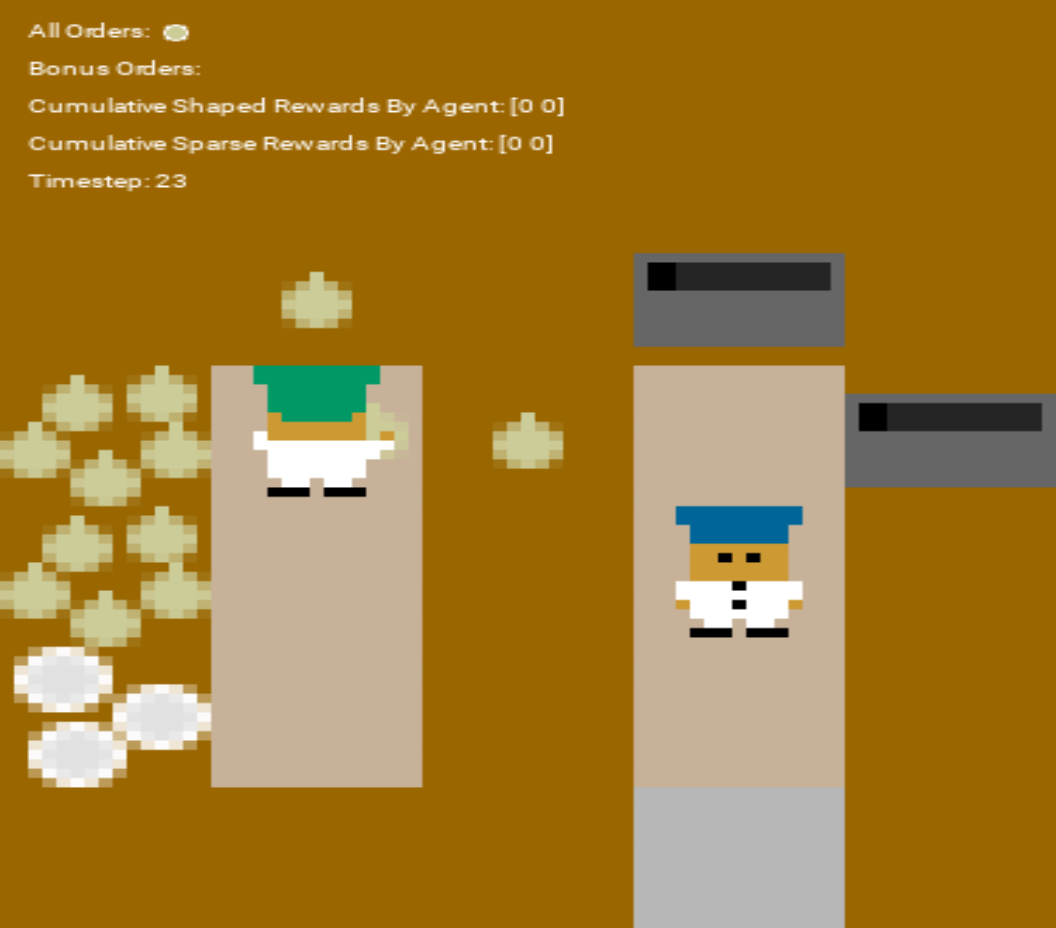 All Orders:
Bonus Orders:
Cumulative Shaped Rewards By Agent: [0 0]
Cumulative Sparse Rewards By Agent: [0 0]
Timestep: 23